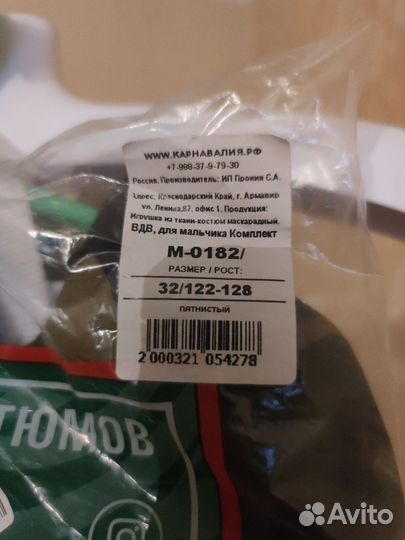 WWW.КАРНАВАЛИЯ.РФ
+7-998-37-9-79-30
Россия. Производитель: ИП Пронин С.А.
Адрес: Краснодарский Край, г. Армавир
ул. Ленина,87, офис 1. Продукция:
Игрушка из ткани-костюм маскарадный.
ВДВ, для мальчика Комплект
М-0182/
РАЗМЕР / РОСТ:
32/122-128
ПЯТНИСТЫЙ
2 000321 054278
ТЮМОВ
Avito